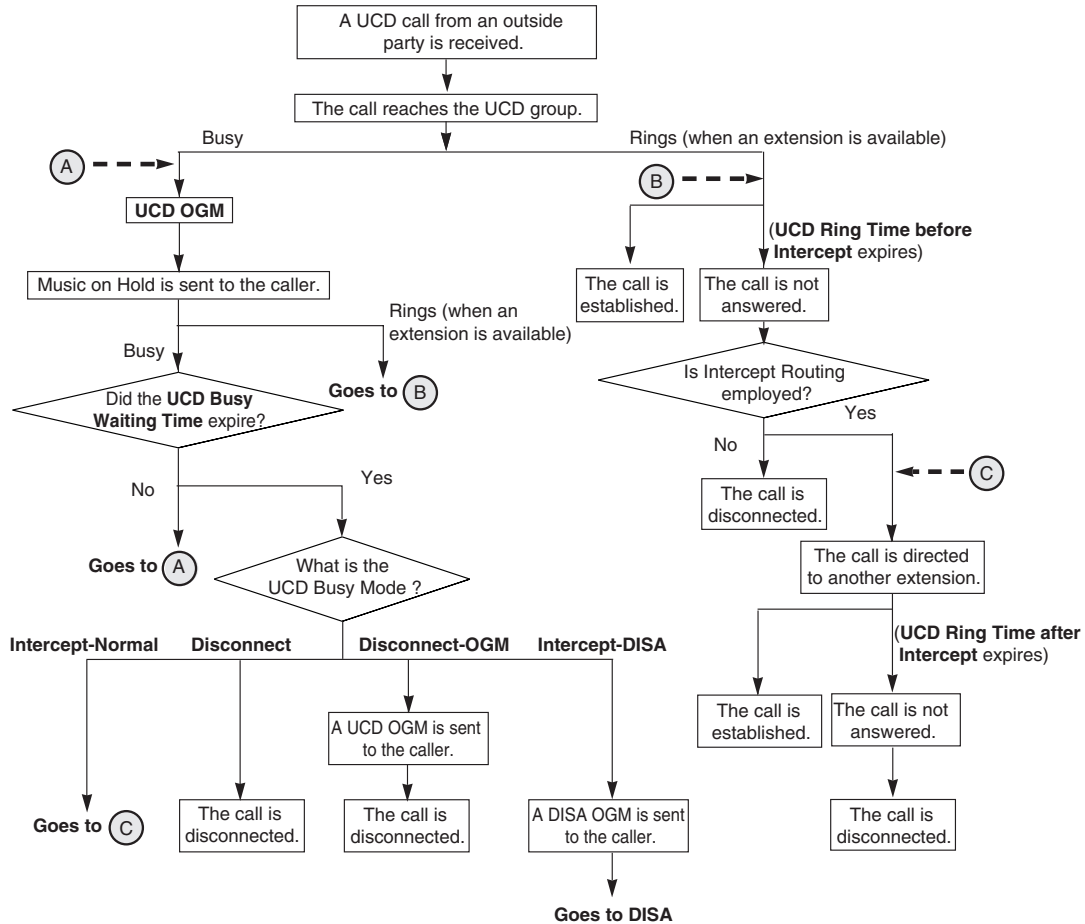 A UCD call from an outside
party is received.
The call reaches the UCD group.
Busy
Rings (when an extension is available)
A
B
UCD OGM
(UCD Ring Time before
Intercept expires)
Music on Hold is sent to the caller.
The call is
established.
The call is not
answered.
Rings (when an
extension is available)
Busy
Is Intercept Routing
employed?
Did the UCD Busy
Waiting Time expire?
Goes to B
Yes
No
C
No
Yes
The call is
disconnected.
Goes to A
What is the
UCD Busy Mode ?
The call is directed
to another extension.
Intercept-Normal
Disconnect
Disconnect-OGM
Intercept-DISA
(UCD Ring Time after
Intercept expires)
A UCD OGM is sent
to the caller.
The call is
established.
The call is not
answered.
Goes to C
The call is
disconnected.
The call is
disconnected.
A DISA OGM is sent
to the caller.
The call is
disconnected.
Goes to DISA